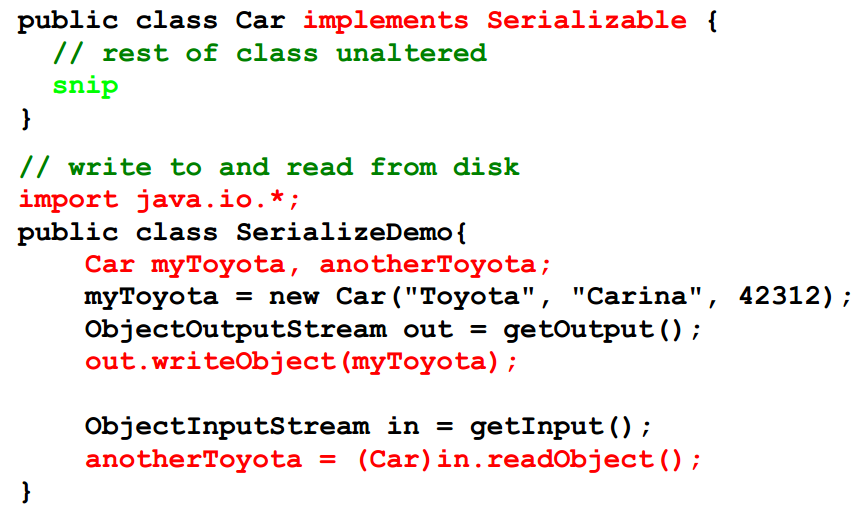 public class Car implements Serializable {
// rest of class unaltered
snip
}
// write to and read from disk
import java.io.*;
public class SerializeDemo{
Car myToyota, anotherToyota;
myToyota = new Car("Toyota", "Carina", 42312);
ObjectOutputStream out = getOutput();
out.writeObject(myToyota);
ObjectInputStream in = getInput();
anotherToyota = (Car)in.readObject();
}